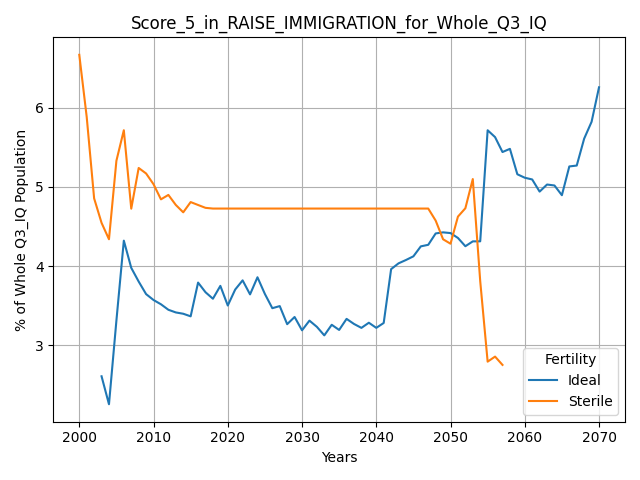 Score_5_in_RAISE_IMMIGRATION_for_Whole_Q3_IQ
% of Whole Q3_IQ Population
6
5
4
3
2000 2010 2020 2030 2040 2050 2060 2070
Years
Fertility
Ideal
Sterile